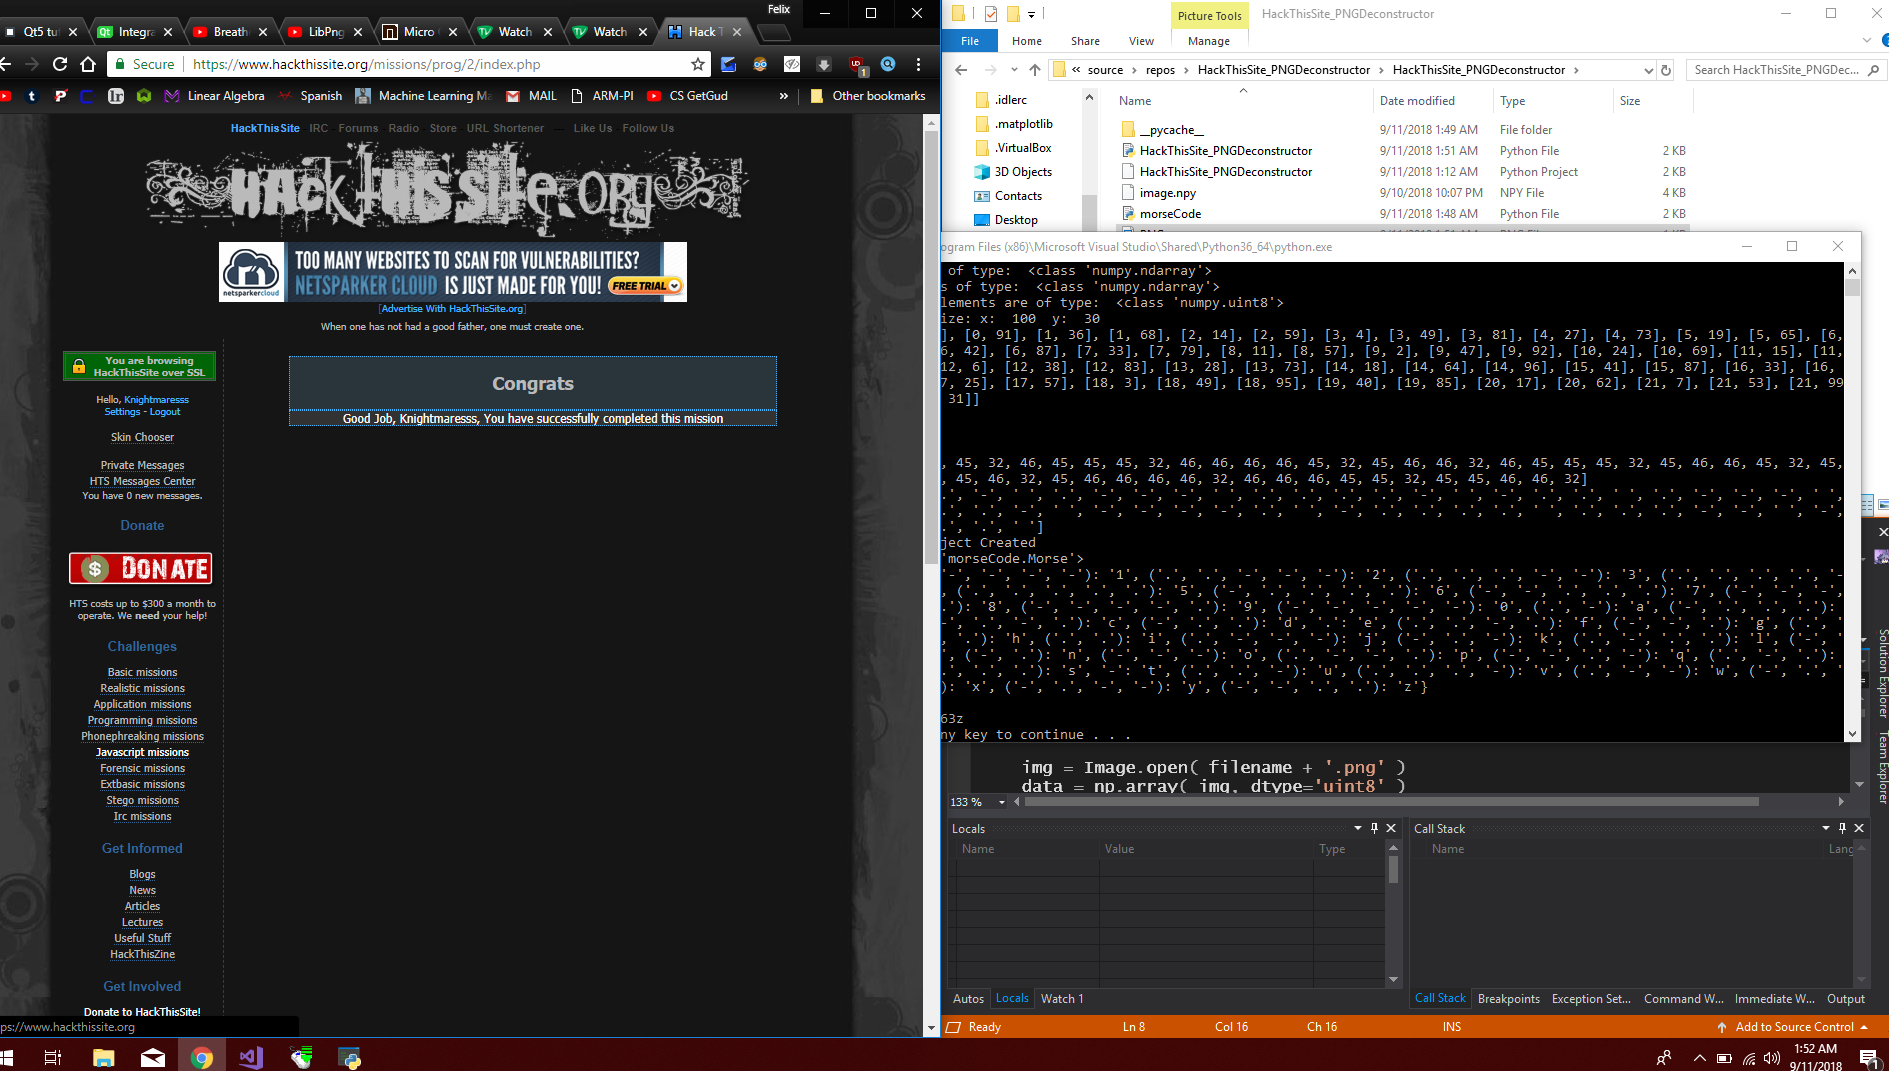 Felix
Qt5 tut
Integra
Breath
LibPng
Micro
Watch
Watch
Hack T
Secure
https://www.hackthissite.org/missions/prog/2/index.php
Linear Algebra
Spanish
Machine Learning Ma
MAIL
ARM-PI
CS GetGud
»
Other bookmarks
HackThisSite IRC Forums Radio Store URL Shortener --- Like Us Follow Us
HackThisSite.org
TOO MANY WEBSITES TO SCAN FOR VULNERABILITIES?
NETSPARKER CLOUD IS JUST MADE FOR YOU!
FREE TRIAL
netsparkercloud
[Advertise With HackThisSite.org]
When one has not had a good father, one must create one.
You are browsing
HackThisSite over SSL
Hello, Knightmaresss
Settings - Logout
Skin Chooser
Private Messages
HTS Messages Center
You have 0 new messages.
Donate
DONATE
HTS costs up to $300 a month to
operate. We need your help!
Challenges
Basic missions
Realistic missions
Application missions
Programming missions
Phonephreaking missions
Javascript missions
Forensic missions
Extbasic missions
Stego missions
Irc missions
Get Informed
Blogs
News
Articles
Lectures
Useful Stuff
HackThisZine
Get Involved
Donate to HackThisSite!
ps://www.hackthissite.org
Congrats
Good Job, Knightmaresss, You have successfully completed this mission
Picture Tools
HackThisSite_PNGDeconstructor
File Home Share View Manage
« source › repos › HackThisSite_PNGDeconstructor › HackThisSite_PNGDeconstructor ›
Search HackThisSite_PNGDec...
.idlerc
.matplotlib
.VirtualBox
3D Objects
Contacts
Desktop
Name Date modified Type Size
__pycache__ 9/11/2018 1:49 AM File folder
HackThisSite_PNGDeconstructor 9/11/2018 1:51 AM Python File 2 KB
HackThisSite_PNGDeconstructor 9/11/2018 1:12 AM Python Project 2 KB
image.npy 9/10/2018 10:07 PM NPY File 4 KB
morseCode 9/11/2018 1:48 AM Python File 2 KB
ogram Files (x86)\Microsoft Visual Studio\Shared\Python36_64\python.exe
of type:  <class 'numpy.ndarray'>
s of type:  <class 'numpy.ndarray'>
lements are of type:  <class 'numpy.uint8'>
ize: x:  100  y:  30
], [0, 91], [1, 36], [1, 68], [2, 14], [2, 59], [3, 4], [3, 49], [3, 81], [4, 27], [4, 73], [5, 19], [5, 65], [6,
6, 42], [6, 87], [7, 33], [7, 79], [8, 11], [8, 57], [9, 2], [9, 47], [9, 92], [10, 24], [10, 69], [11, 15], [11,
12, 6], [12, 38], [12, 83], [13, 28], [13, 73], [14, 18], [14, 64], [14, 96], [15, 41], [15, 87], [16, 33], [16,
7, 25], [17, 57], [18, 3], [18, 49], [18, 95], [19, 40], [19, 85], [20, 17], [20, 62], [21, 7], [21, 53], [21, 99
31]]
, 45, 32, 46, 45, 45, 45, 32, 46, 46, 46, 46, 45, 32, 45, 46, 46, 32, 46, 45, 45, 45, 32, 45, 46, 46, 45, 32, 45,
, 45, 46, 32, 45, 46, 46, 46, 46, 32, 46, 46, 46, 45, 45, 32, 45, 45, 46, 46, 32]
ject Created
'morseCode.Morse'>
63z
ny key to continue . . .
img = Image.open( filename + '.png' )
data = np.array( img, dtype='uint8' )
133 %
Locals
Name Value Type
Call Stack
Name Lang
Autos Locals Watch 1
Call Stack Breakpoints Exception Set... Command W... Immediate W... Output
Solution Explorer
Team Explorer
Ready Ln 8 Col 16 Ch 16 INS Add to Source Control
1:52 AM
9/11/2018
1